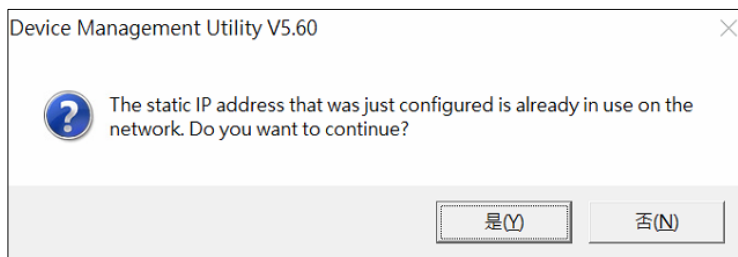 Device Management Utility V5.60
The static IP address that was just configured is already in use on the
network. Do you want to continue?
是(Y)
否(N)